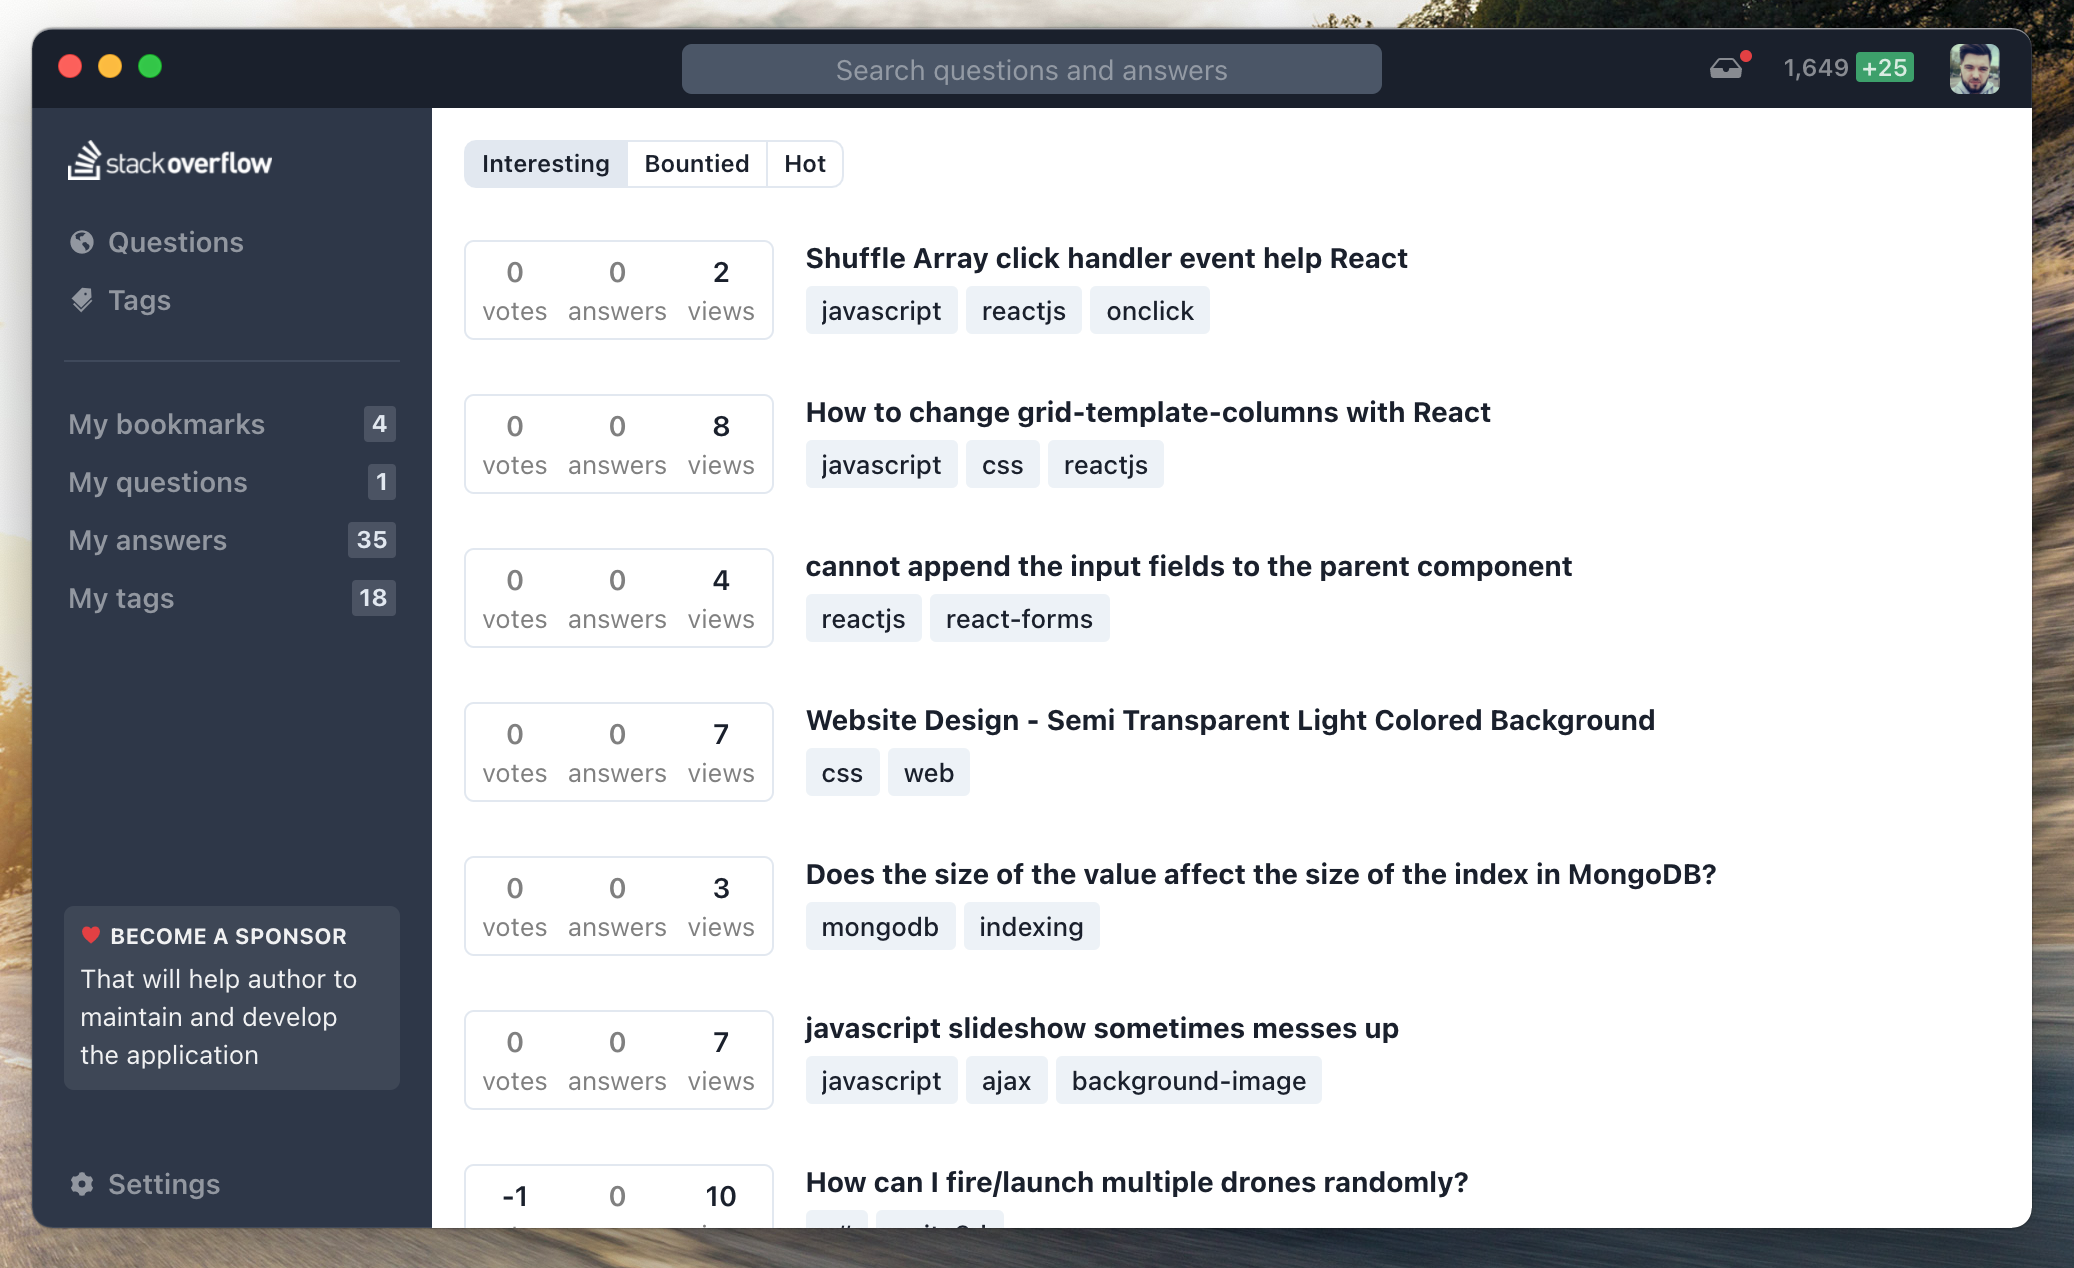 Search questions and answers
1,649 +25
stackoverflow
Questions
Tags
My bookmarks 4
My questions 1
My answers 35
My tags 18
BECOME A SPONSOR
That will help author to
maintain and develop
the application
Settings
Interesting Bountied Hot
0 0 2
votes answers views
Shuffle Array click handler event help React
javascript reactjs onclick
0 0 8
votes answers views
How to change grid-template-columns with React
javascript css reactjs
0 0 4
votes answers views
cannot append the input fields to the parent component
reactjs react-forms
0 0 7
votes answers views
Website Design - Semi Transparent Light Colored Background
css web
0 0 3
votes answers views
Does the size of the value affect the size of the index in MongoDB?
mongodb indexing
0 0 7
votes answers views
javascript slideshow sometimes messes up
javascript ajax background-image
-1 0 10
How can I fire/launch multiple drones randomly?